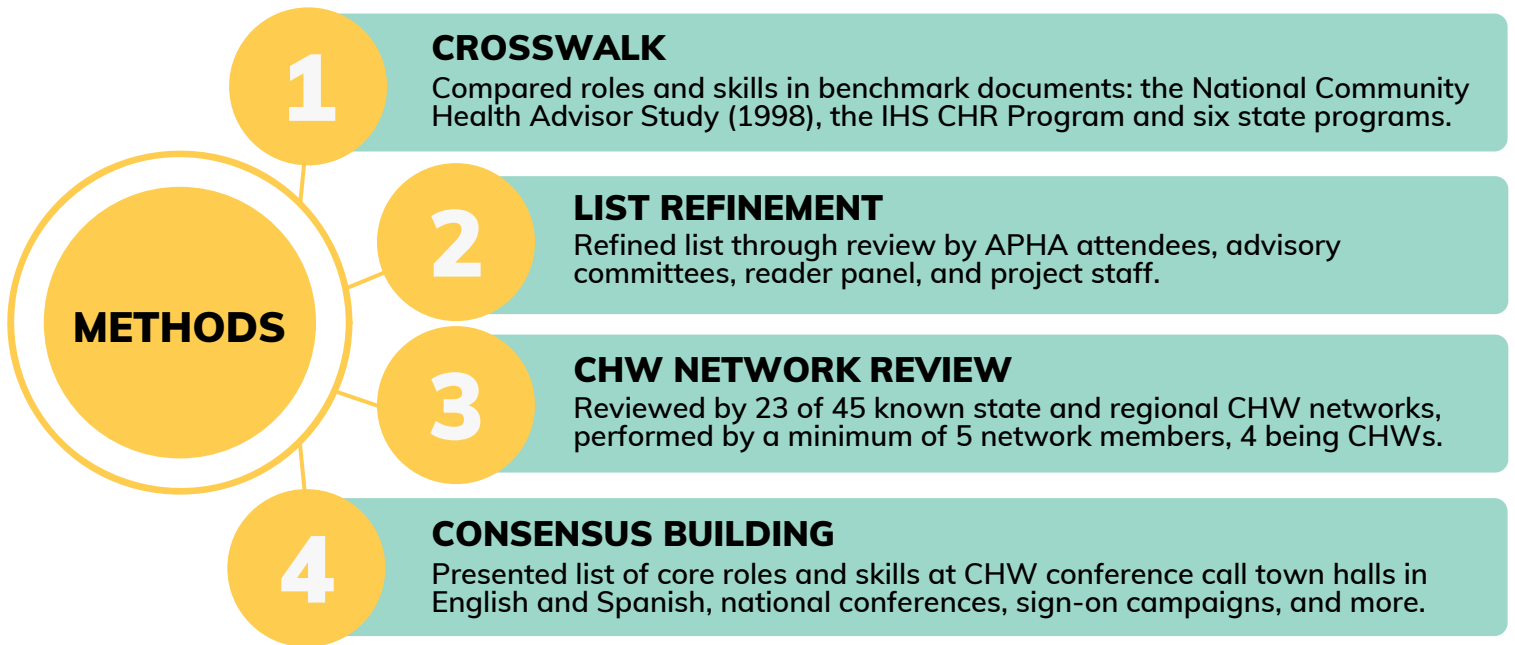 METHODS
1
CROSSWALK
Compared roles and skills in benchmark documents: the National Community
Health Advisor Study (1998), the IHS CHR Program and six state programs.
2
LIST REFINEMENT
Refined list through review by APHA attendees, advisory
committees, reader panel, and project staff.
3
CHW NETWORK REVIEW
Reviewed by 23 of 45 known state and regional CHW networks,
performed by a minimum of 5 network members, 4 being CHWs.
4
CONSENSUS BUILDING
Presented list of core roles and skills at CHW conference call town halls in
English and Spanish, national conferences, sign-on campaigns, and more.